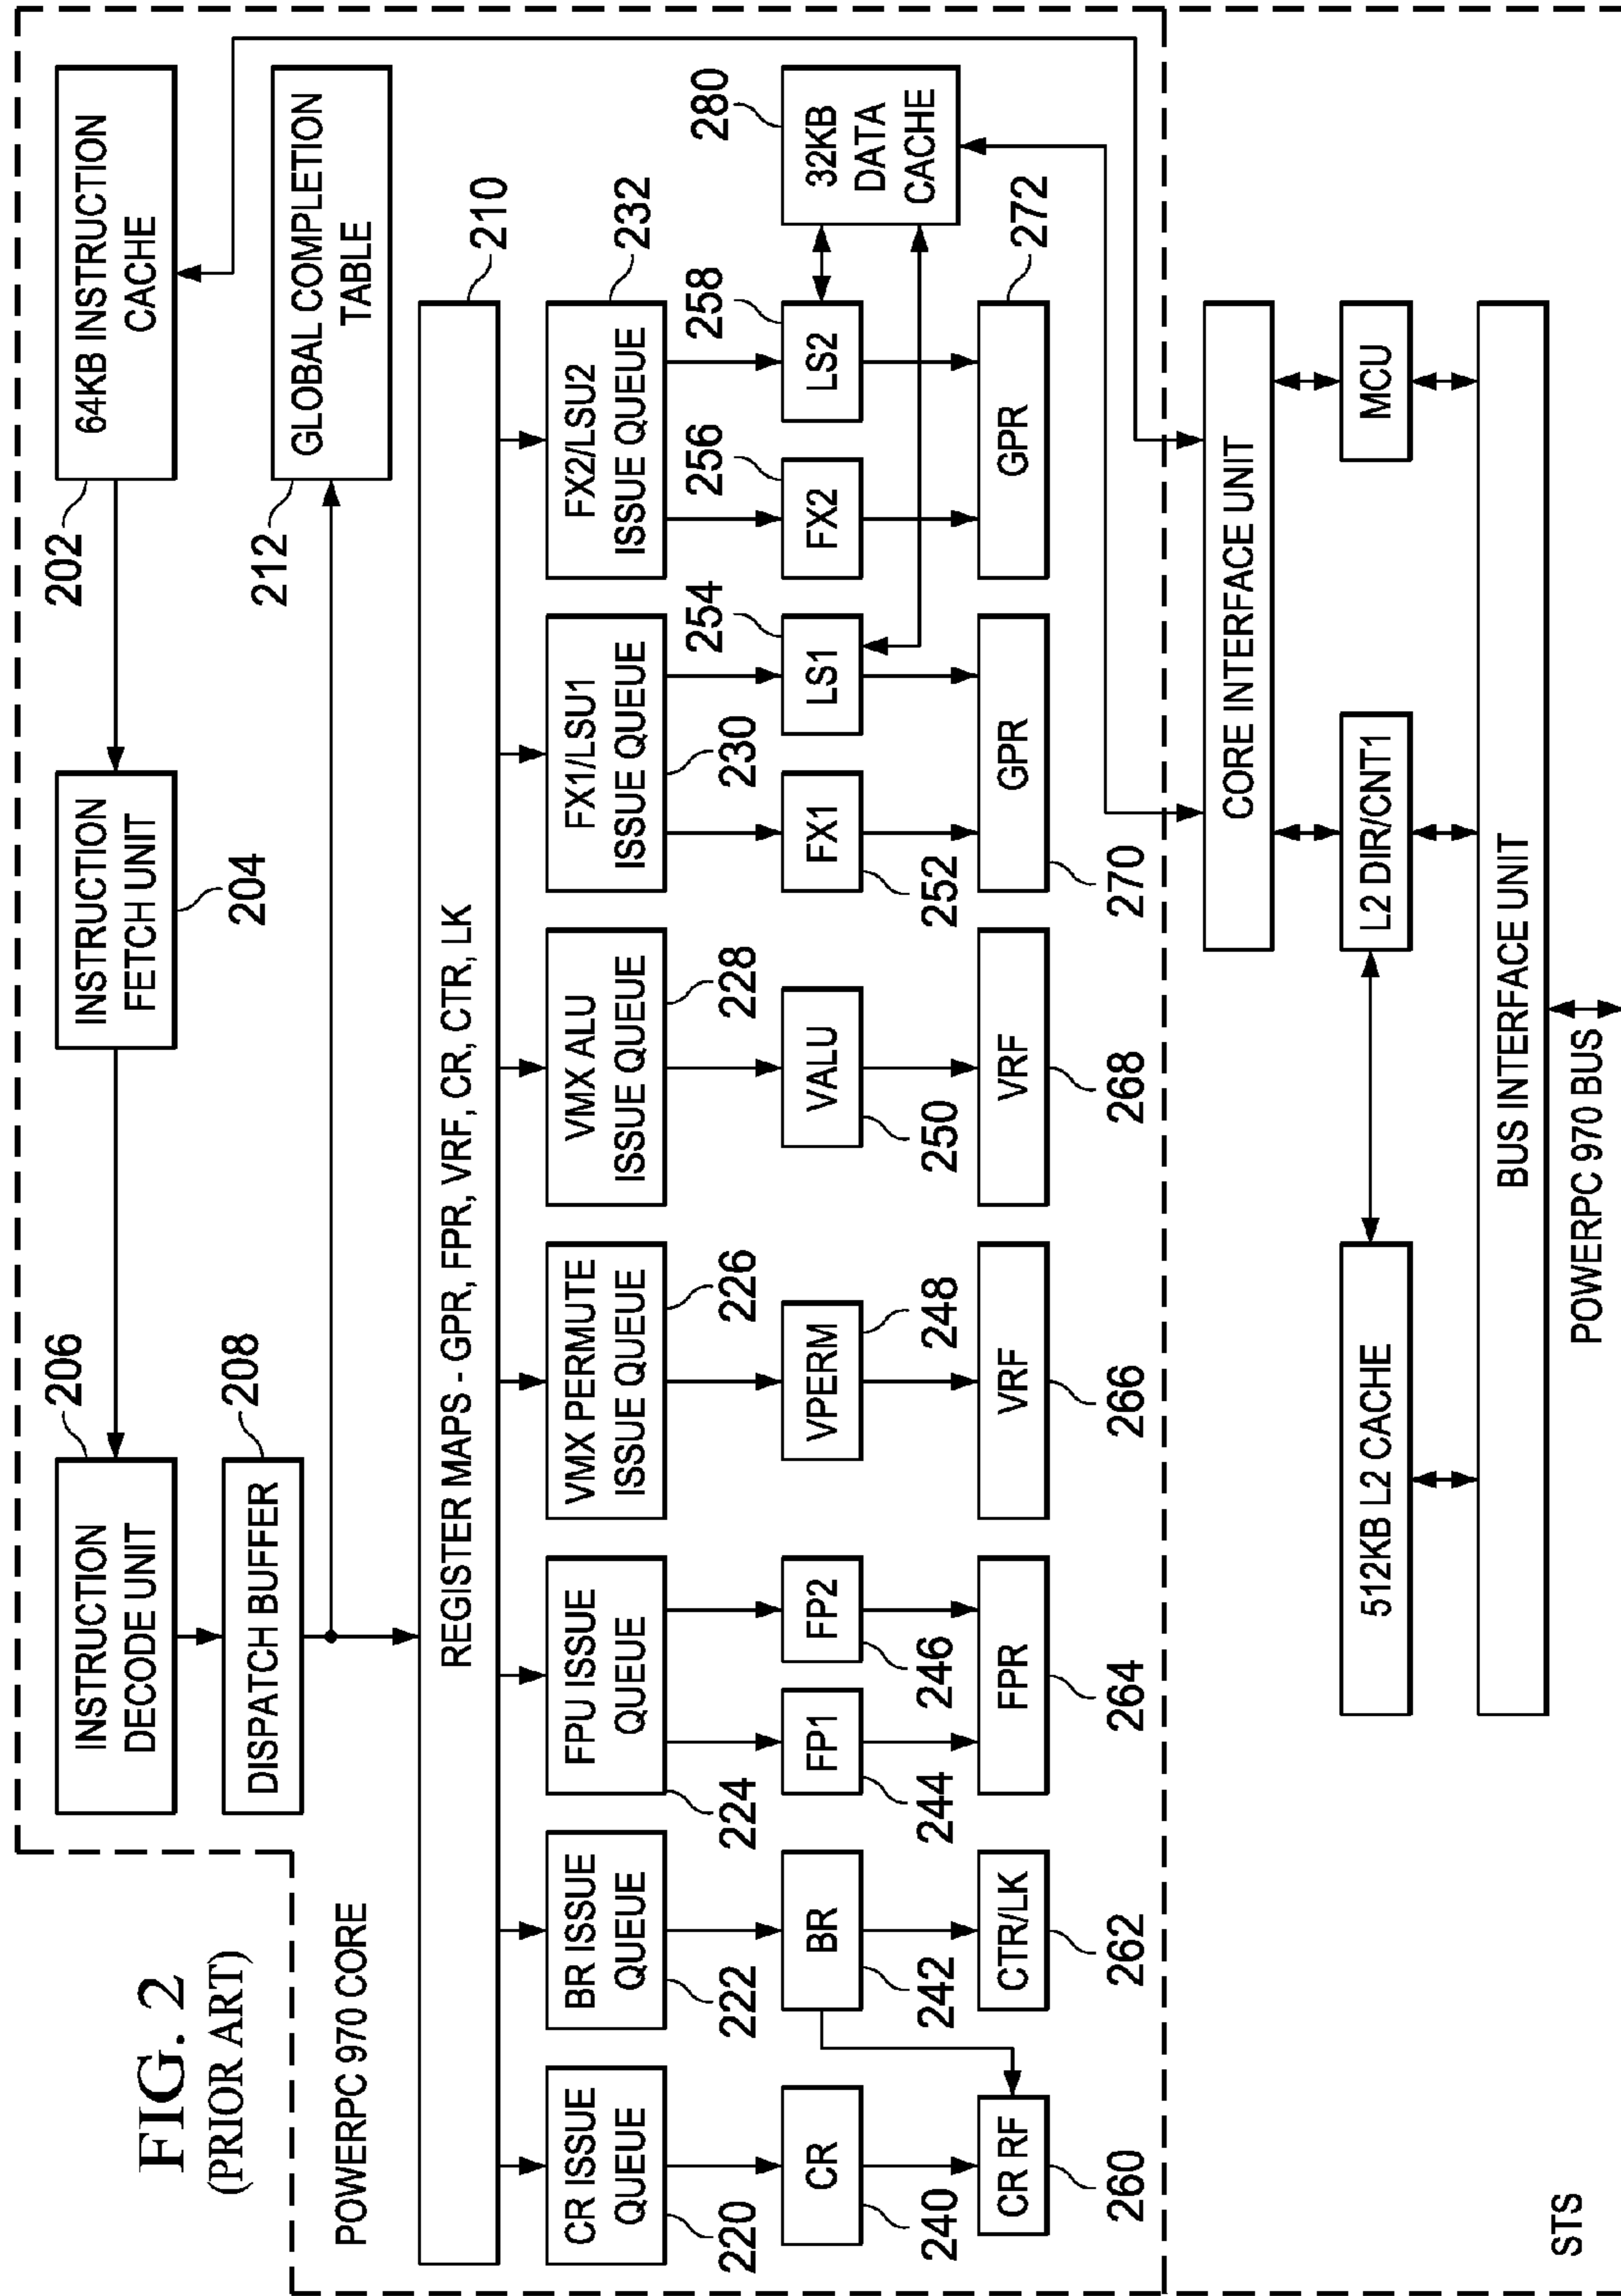 FIG. 2
(PRIOR ART)
206
INSTRUCTION
DECODE UNIT
INSTRUCTION
FETCH UNIT
204
202
64KB INSTRUCTION
CACHE
208
DISPATCH BUFFER
212
GLOBAL COMPLETION
TABLE
POWERPC 970 CORE
REGISTER MAPS - GPR, FPR, VRF, CR, CTR, LK
210
CR ISSUE
QUEUE
220
BR ISSUE
QUEUE
222
FPU ISSUE
QUEUE
224
VMX PERMUTE
ISSUE QUEUE
226
VMX ALU
ISSUE QUEUE
228
FX1/LSU1
ISSUE QUEUE
230
FX2/LSU2
ISSUE QUEUE
232
CR
240
BR
242
FP1
244
FP2
246
VPERM
248
VALU
250
FX1
252
LS1
254
FX2
256
LS2
258
32KB
DATA
CACHE
280
CR RF
260
CTR/LK
262
FPR
264
VRF
266
VRF
268
GPR
270
GPR
272
CORE INTERFACE UNIT
512KB L2 CACHE
L2 DIR/CNT1
MCU
BUS INTERFACE UNIT
STS
POWERPC 970 BUS